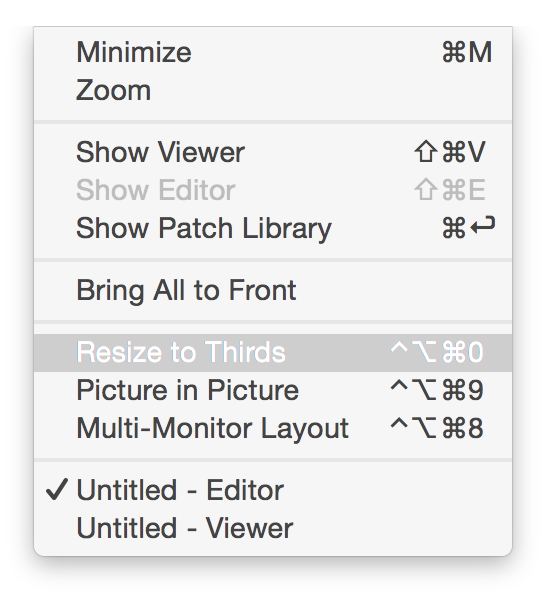 Minimize ⌘M
Zoom
Show Viewer ⇧⌘V
Show Editor ⇧⌘E
Show Patch Library ⌘↩
Bring All to Front
Resize to Thirds ^⌥⌘0
Picture in Picture ^⌥⌘9
Multi-Monitor Layout ^⌥⌘8
✓ Untitled - Editor
Untitled - Viewer